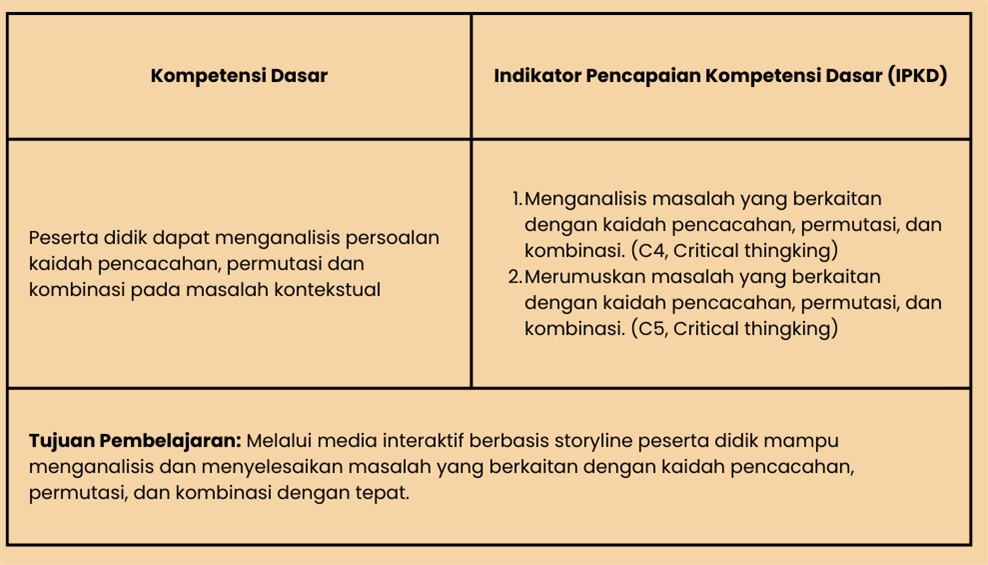 Kompetensi Dasar
Indikator Pencapaian Kompetensi Dasar (IPKD)
Peserta didik dapat menganalisis persoalan
kaidah pencacahan, permutasi dan
kombinasi pada masalah kontekstual
1. Menganalisis masalah yang berkaitan
dengan kaidah pencacahan, permutasi, dan
kombinasi. (C4, Critical thingking)
2. Merumuskan masalah yang berkaitan
dengan kaidah pencacahan, permutasi, dan
kombinasi. (C5, Critical thingking)
Tujuan Pembelajaran: Melalui media interaktif berbasis storyline peserta didik mampu
menganalisis dan menyelesaikan masalah yang berkaitan dengan kaidah pencacahan,
permutasi, dan kombinasi dengan tepat.